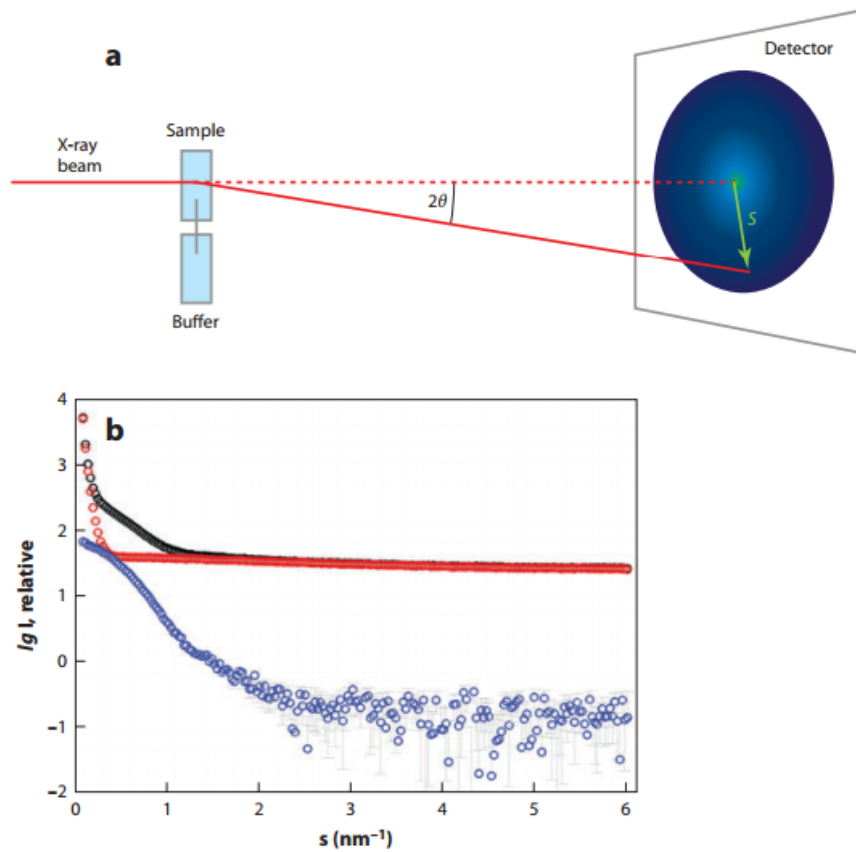 a
Detector
Sample
X-ray
beam
2θ
S
Buffer
b
4
3
2
1
0
−1
−2
lg I, relative
0 1 2 3 4 5 6
s (nm⁻¹)